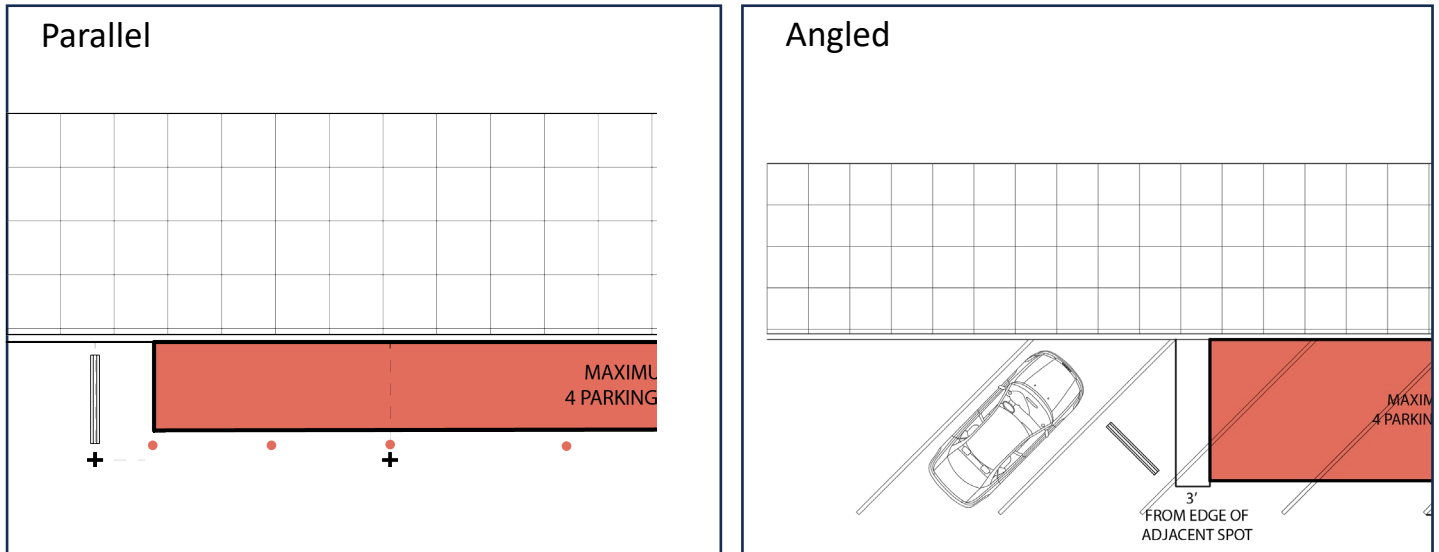 Parallel
MAXIMU
4 PARKING
Angled
MAXIM
4 PARKIN
3'
FROM EDGE OF
ADJACENT SPOT